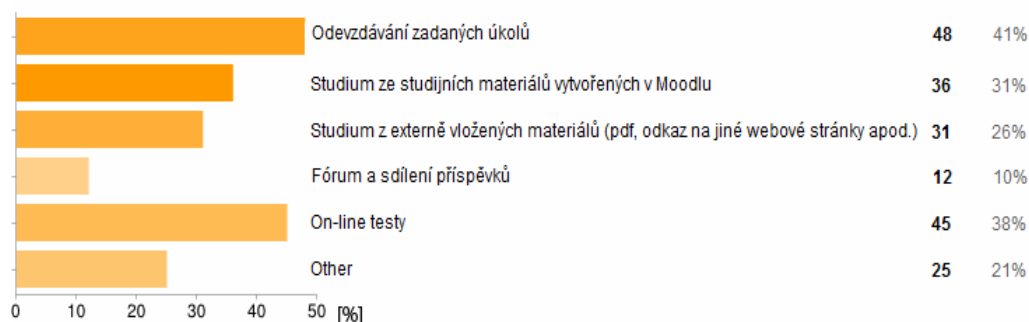 Odevzdávání zadaných úkolů 48 41%
Studium ze studijních materiálů vytvořených v Moodlu 36 31%
Studium z externě vložených materiálů (pdf, odkaz na jiné webové stránky apod.) 31 26%
Fórum a sdílení příspěvků 12 10%
On-line testy 45 38%
Other 25 21%
0 10 20 30 40 50 [%]